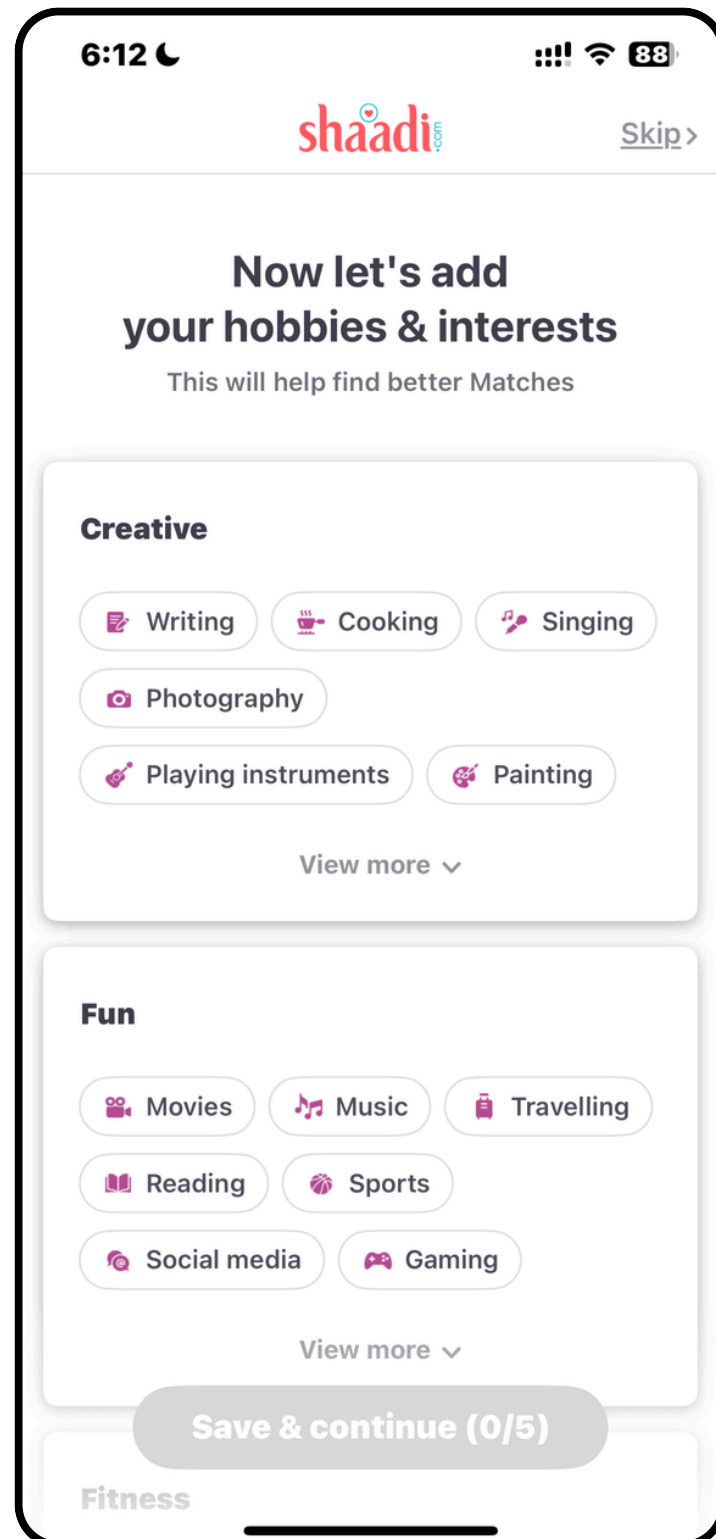 6:12 88
shaadi.com Skip >
Now let's add
your hobbies & interests
This will help find better Matches
Creative
Writing Cooking Singing
Photography
Playing instruments Painting
View more
Fun
Movies Music Travelling
Reading Sports
Social media Gaming
View more
Save & continue (0/5)
Fitness